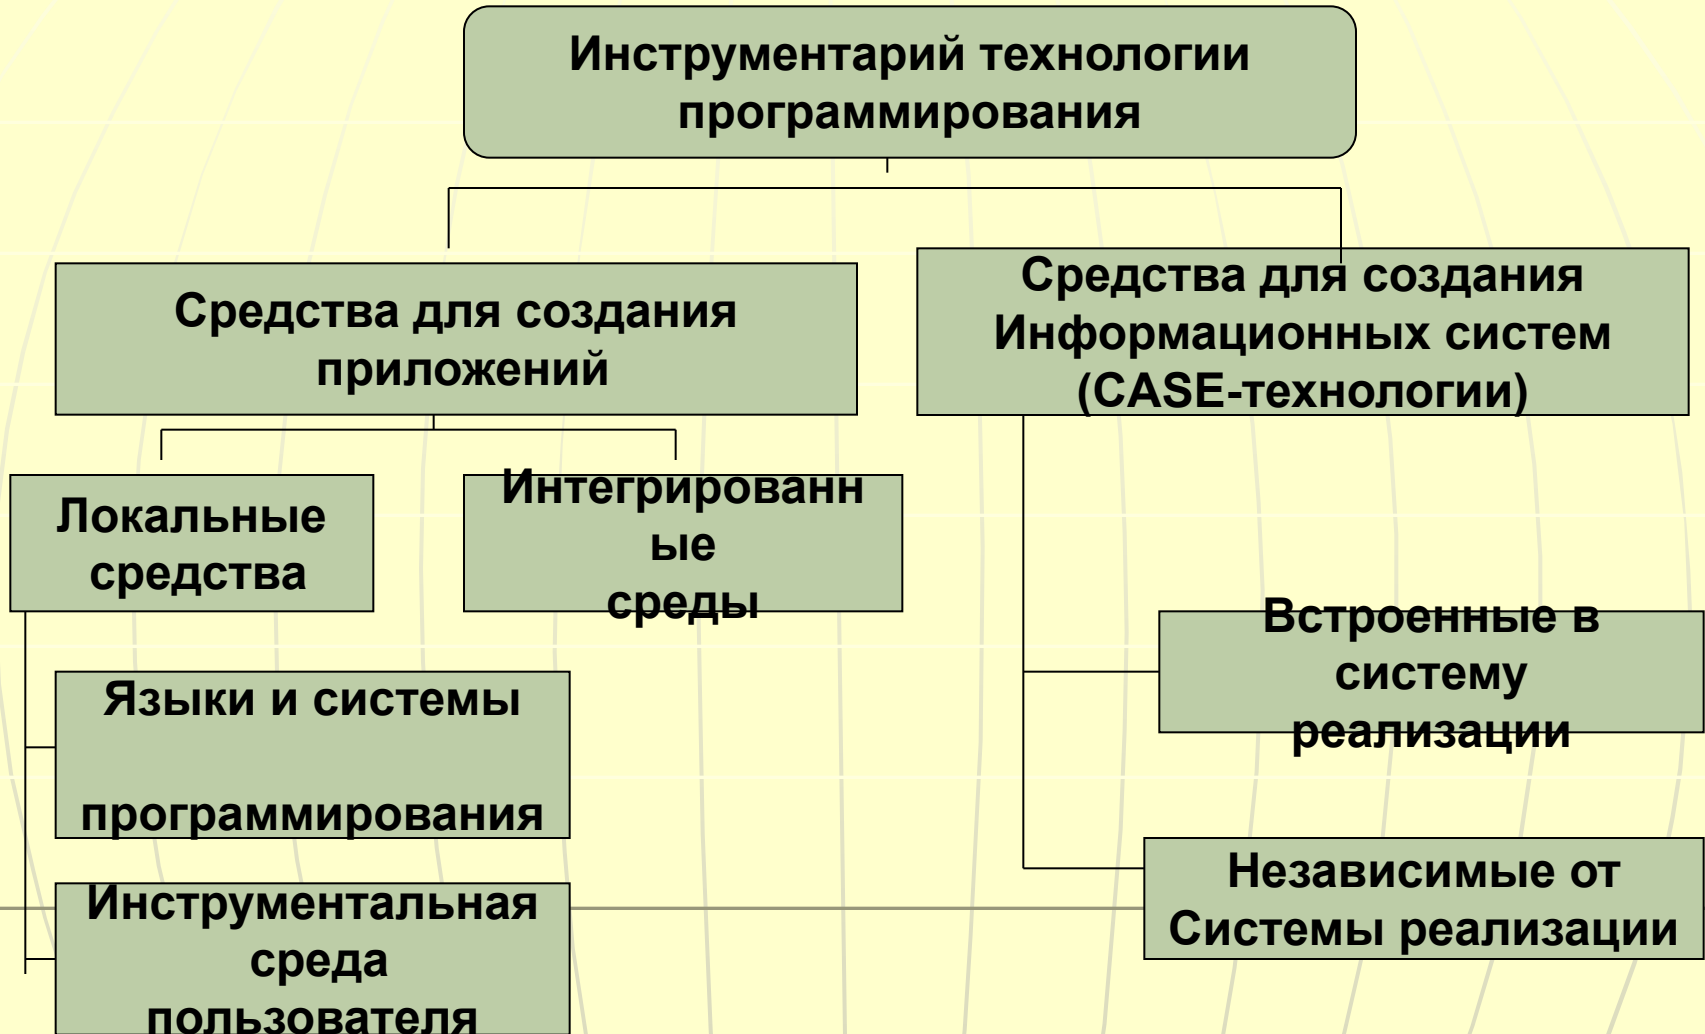 Инструментарий технологии
программирования
Средства для создания
приложений
Средства для создания
Информационных систем
(CASE-технологии)
Локальные
средства
Интегрированн
ые
среды
Языки и системы
программирования
Инструментальная
среда
пользователя
Встроенные в
систему
реализации
Независимые от
Системы реализации